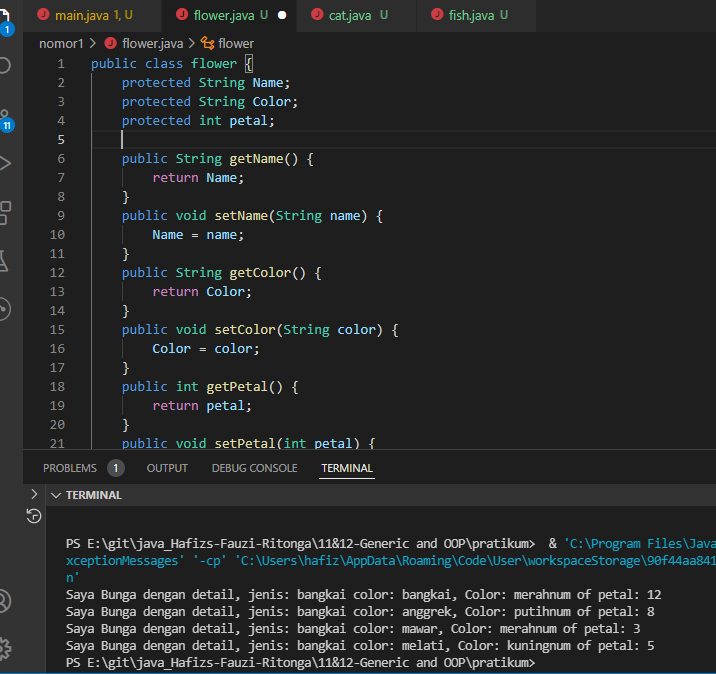 main.java 1, U
flower.java U
cat.java U
fish.java U
nomor1 > flower.java > flower
1 public class flower {
2 protected String Name;
3 protected String Color;
4 protected int petal;
5
6 public String getName() {
7 return Name;
8 }
9 public void setName(String name) {
10 Name = name;
11 }
12 public String getColor() {
13 return Color;
14 }
15 public void setColor(String color) {
16 Color = color;
17 }
18 public int getPetal() {
19 return petal;
20 }
21 public void setPetal(int petal) {
1
11
PROBLEMS 1 OUTPUT DEBUG CONSOLE TERMINAL
TERMINAL
PS E:\git\java_Hafizs-Fauzi-Ritonga\11&12-Generic and OOP\pratikum> & 'C:\Program Files\Java
xceptionMessages' '-cp' 'C:\Users\hafiz\AppData\Roaming\Code\User\workspaceStorage\90f44aa841
n'
Saya Bunga dengan detail, jenis: bangkai color: bangkai, Color: merahnum of petal: 12
Saya Bunga dengan detail, jenis: bangkai color: anggrek, Color: putihnum of petal: 8
Saya Bunga dengan detail, jenis: bangkai color: mawar, Color: merahnum of petal: 3
Saya Bunga dengan detail, jenis: bangkai color: melati, Color: kuningnum of petal: 5
PS E:\git\java_Hafizs-Fauzi-Ritonga\11&12-Generic and OOP\pratikum>